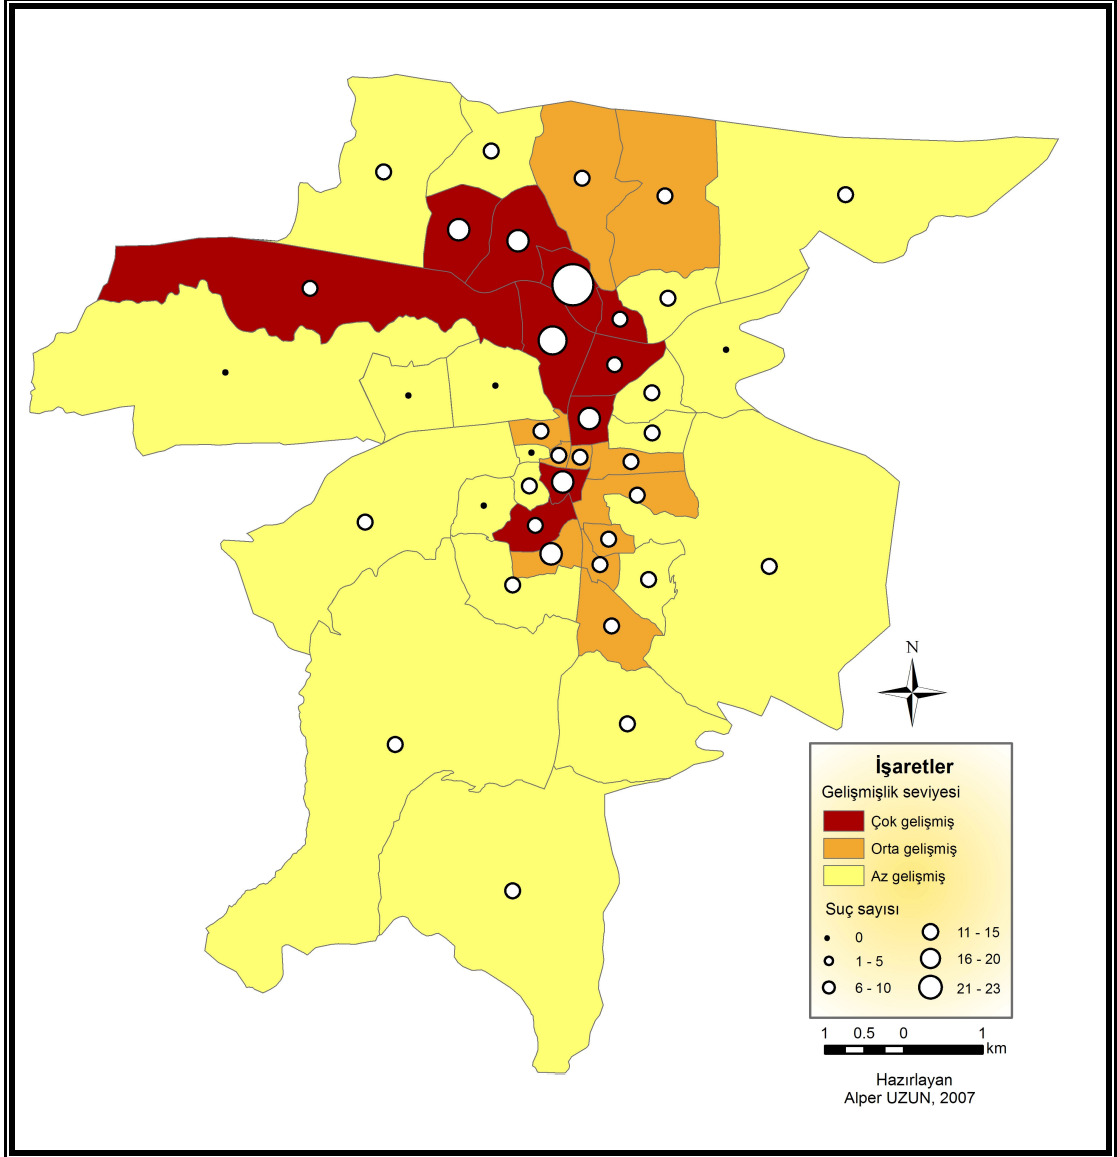 N
İşaretler
Gelişmişlik seviyesi
Çok gelişmiş
Orta gelişmiş
Az gelişmiş
Suç sayısı
0
1 - 5
6 - 10
11 - 15
16 - 20
21 - 23
1 0.5 0 1
km
Hazırlayan
Alper UZUN, 2007